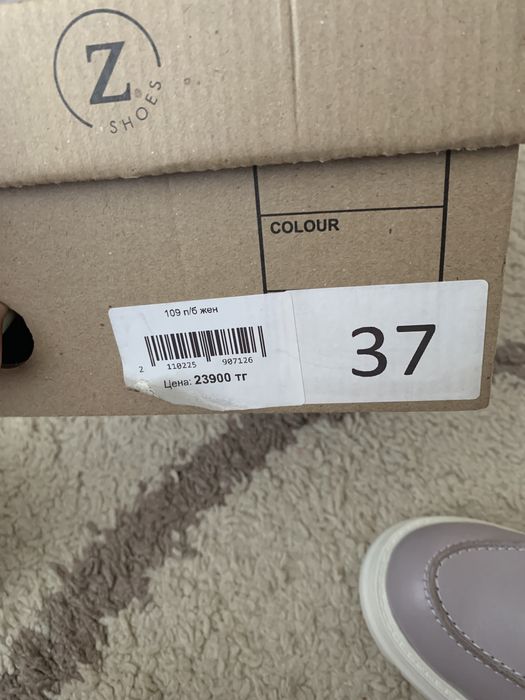 Z
SHOES
COLOUR
109 п/б жен
2 110225 907126
Цена: 23900 тг
37